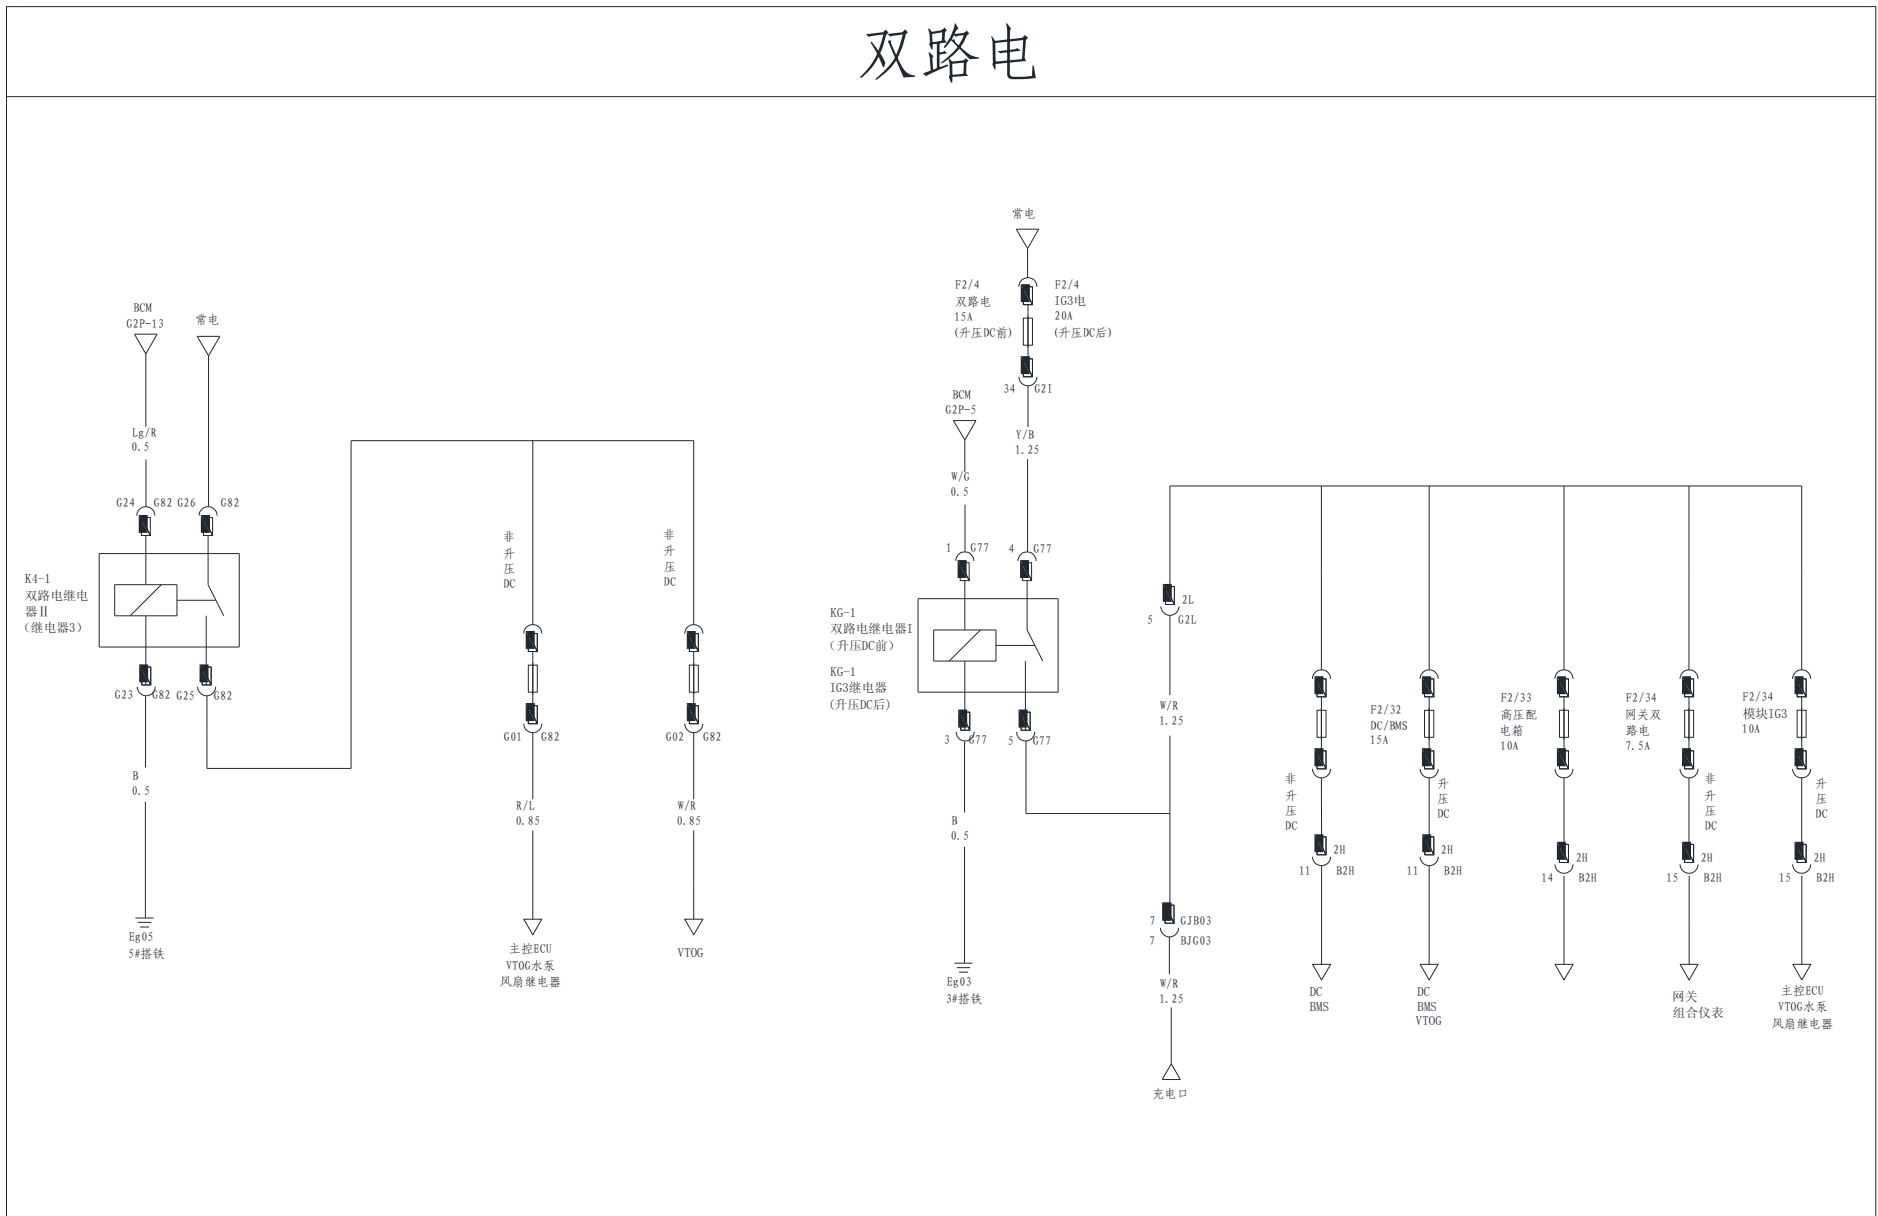 双路电
BCM
G2P-13
常电
Lg/R
0.5
G24
G82
G26
G82
K4-1
双路电继电
器Ⅱ
(继电器3)
G23
G82
G25
G82
B
0.5
Eg05
5#搭铁
非
升
压
DC
G01
G82
R/L
0.85
主控ECU
VTOG水泵
风扇继电器
非
升
压
DC
G02
G82
W/R
0.85
VTOG
常电
F2/4
双路电
15A
(升压DC前)
F2/4
IG3电
20A
(升压DC后)
34
G2I
BCM
G2P-5
Y/B
1.25
W/G
0.5
1
G77
4
G77
KG-1
双路电继电器I
(升压DC前)
KG-1
IG3继电器
(升压DC后)
3
G77
5
G77
B
0.5
Eg03
3#搭铁
2L
5
G2L
W/R
1.25
7
GJB03
7
BJG03
W/R
1.25
充电口
非
升
压
DC
2H
11
B2H
DC
BMS
F2/32
DC/BMS
15A
升
压
DC
2H
11
B2H
DC
BMS
VTOG
F2/33
高压配
电箱
10A
2H
14
B2H
F2/34
网关双
路电
7.5A
非
升
压
DC
2H
15
B2H
网关
组合仪表
F2/34
模块IG3
10A
升
压
DC
2H
15
B2H
主控ECU
VTOG水泵
风扇继电器